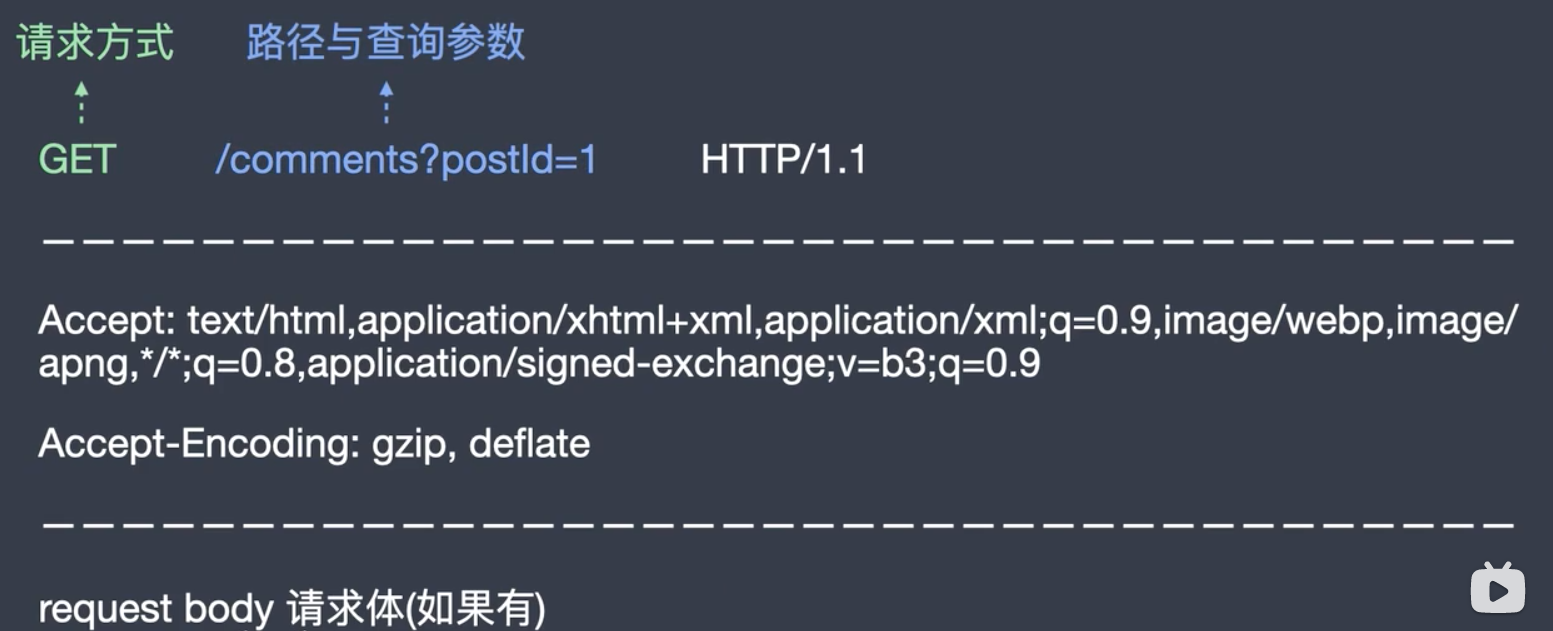 请求方式 路径与查询参数
GET /comments?postId=1 HTTP/1.1
Accept: text/html,application/xhtml+xml,application/xml;q=0.9,image/webp,image/
apng,*/*;q=0.8,application/signed-exchange;v=b3;q=0.9
Accept-Encoding: gzip, deflate
request body 请求体(如果有)